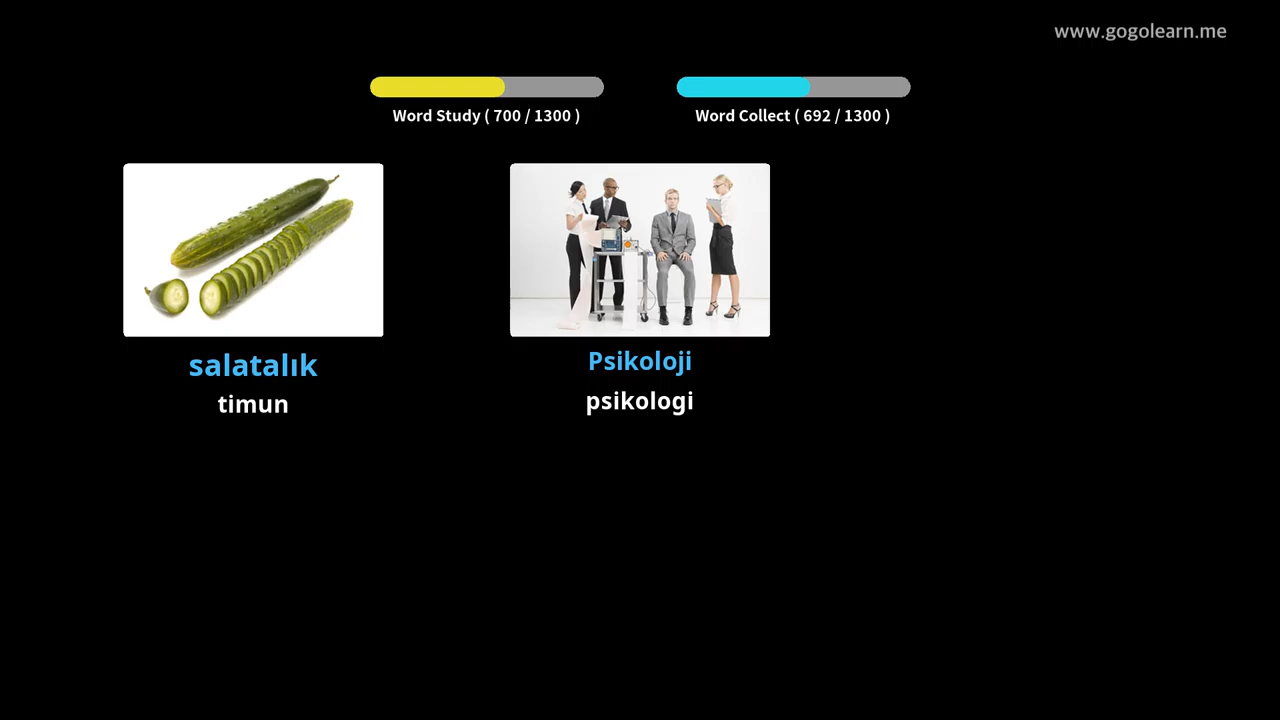 www.gogolearn.me
Word Study ( 700 / 1300 )
Word Collect ( 692 / 1300 )
salatalık
timun
Psikoloji
psikologi